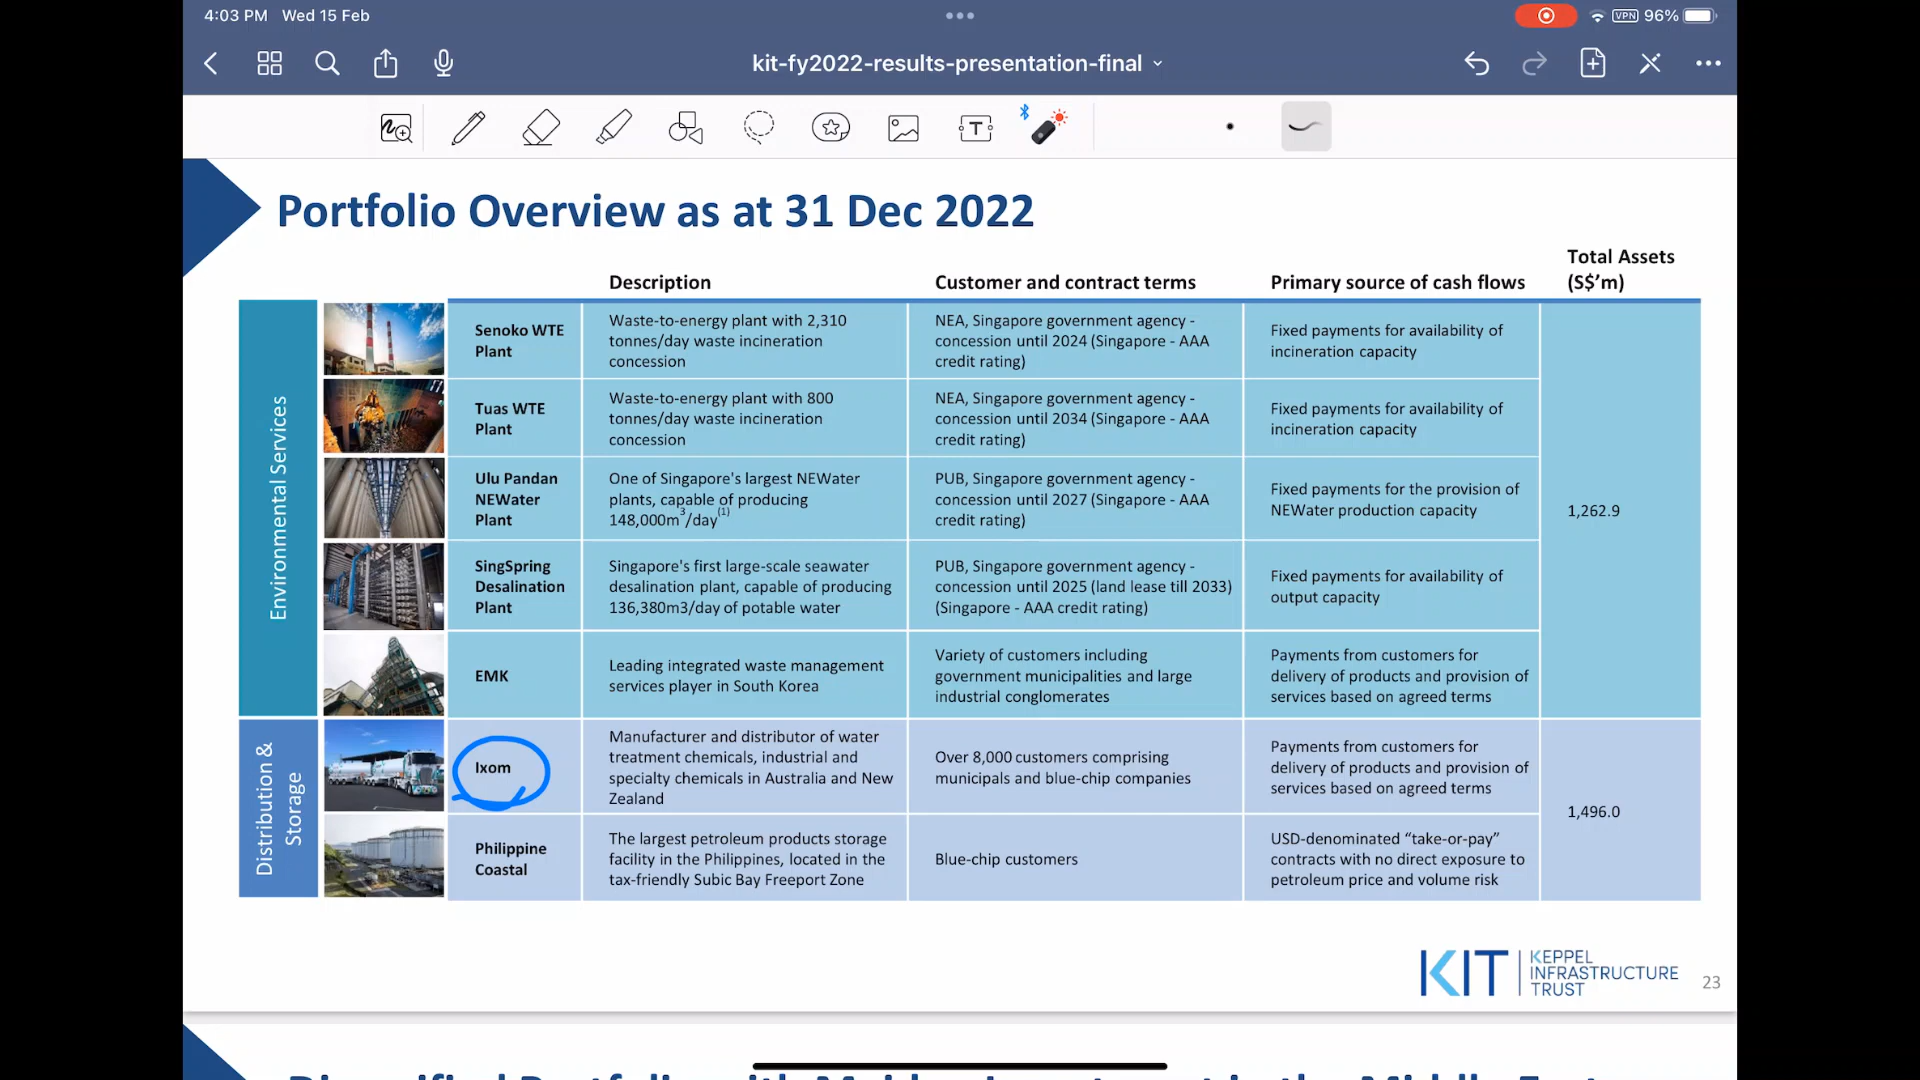 4:03 PM Wed 15 Feb
VPN 96%
kit-fy2022-results-presentation-final
T
Portfolio Overview as at 31 Dec 2022
Total Assets
(S$'m)
Description
Customer and contract terms
Primary source of cash flows
Environmental Services
Senoko WTE
Plant
Waste-to-energy plant with 2,310
tonnes/day waste incineration
concession
NEA, Singapore government agency -
concession until 2024 (Singapore - AAA
credit rating)
Fixed payments for availability of
incineration capacity
Tuas WTE
Plant
Waste-to-energy plant with 800
tonnes/day waste incineration
concession
NEA, Singapore government agency -
concession until 2034 (Singapore - AAA
credit rating)
Fixed payments for availability of
incineration capacity
Ulu Pandan
NEWater
Plant
One of Singapore's largest NEWater
plants, capable of producing
148,000m3/day(1)
PUB, Singapore government agency -
concession until 2027 (Singapore - AAA
credit rating)
Fixed payments for the provision of
NEWater production capacity
1,262.9
SingSpring
Desalination
Plant
Singapore's first large-scale seawater
desalination plant, capable of producing
136,380m3/day of potable water
PUB, Singapore government agency -
concession until 2025 (land lease till 2033)
(Singapore - AAA credit rating)
Fixed payments for availability of
output capacity
EMK
Leading integrated waste management
services player in South Korea
Variety of customers including
government municipalities and large
industrial conglomerates
Payments from customers for
delivery of products and provision of
services based on agreed terms
Distribution &
Storage
Ixom
Manufacturer and distributor of water
treatment chemicals, industrial and
specialty chemicals in Australia and New
Zealand
Over 8,000 customers comprising
municipals and blue-chip companies
Payments from customers for
delivery of products and provision of
services based on agreed terms
1,496.0
Philippine
Coastal
The largest petroleum products storage
facility in the Philippines, located in the
tax-friendly Subic Bay Freeport Zone
Blue-chip customers
USD-denominated “take-or-pay”
contracts with no direct exposure to
petroleum price and volume risk
KIT
KEPPEL
INFRASTRUCTURE
TRUST
23
Diversified Portfolio with Maiden Investment in the Middle East